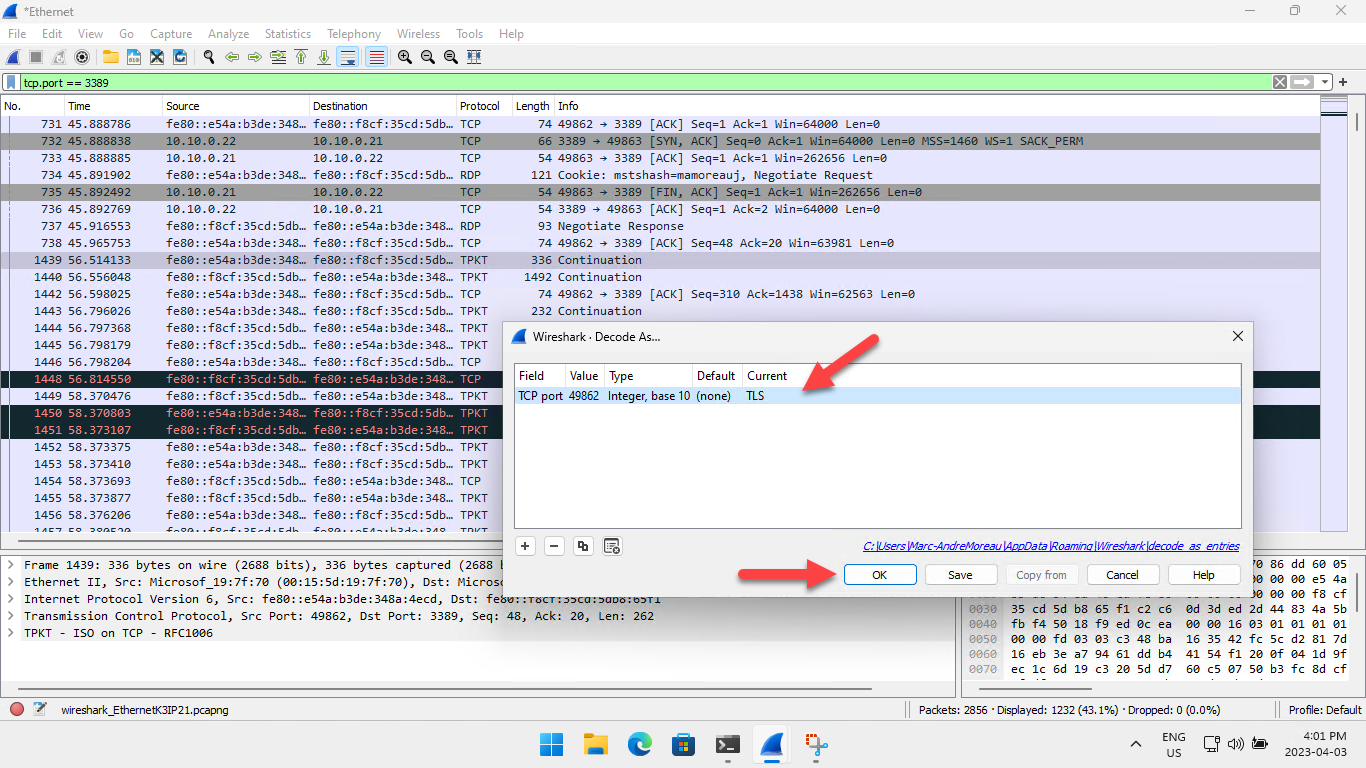 *Ethernet
File Edit View Go Capture Analyze Statistics Telephony Wireless Tools Help
tcp.port == 3389
No. Time Source Destination Protocol Length Info
731 45.888786 fe80::e54a:b3de:348… fe80::f8cf:35cd:5db… TCP 74 49862 → 3389 [ACK] Seq=1 Ack=1 Win=64000 Len=0
732 45.888838 10.10.0.22 10.10.0.21 TCP 66 3389 → 49863 [SYN, ACK] Seq=0 Ack=1 Win=64000 Len=0 MSS=1460 WS=1 SACK_PERM
733 45.888885 10.10.0.21 10.10.0.22 TCP 54 49863 → 3389 [ACK] Seq=1 Ack=1 Win=262656 Len=0
734 45.891902 fe80::e54a:b3de:348… fe80::f8cf:35cd:5db… RDP 121 Cookie: mstshash=mamoreauj, Negotiate Request
735 45.892492 10.10.0.21 10.10.0.22 TCP 54 49863 → 3389 [FIN, ACK] Seq=1 Ack=1 Win=262656 Len=0
736 45.892769 10.10.0.22 10.10.0.21 TCP 54 3389 → 49863 [ACK] Seq=1 Ack=2 Win=64000 Len=0
737 45.916553 fe80::f8cf:35cd:5db… fe80::e54a:b3de:348… RDP 93 Negotiate Response
738 45.965753 fe80::e54a:b3de:348… fe80::f8cf:35cd:5db… TCP 74 49862 → 3389 [ACK] Seq=48 Ack=20 Win=63981 Len=0
1439 56.514133 fe80::e54a:b3de:348… fe80::f8cf:35cd:5db… TPKT 336 Continuation
1440 56.556048 fe80::f8cf:35cd:5db… fe80::e54a:b3de:348… TPKT 1492 Continuation
1442 56.598025 fe80::e54a:b3de:348… fe80::f8cf:35cd:5db… TCP 74 49862 → 3389 [ACK] Seq=310 Ack=1438 Win=62563 Len=0
1443 56.796026 fe80::e54a:b3de:348… fe80::f8cf:35cd:5db… TPKT 232 Continuation
1444 56.797368 fe80::f8cf:35cd:5db… fe80::e54a:b3de:348… TPKT
1445 56.798179 fe80::e54a:b3de:348… fe80::f8cf:35cd:5db… TPKT
1446 56.798204 fe80::e54a:b3de:348… fe80::f8cf:35cd:5db… TCP
1448 56.814550 fe80::f8cf:35cd:5db… fe80::e54a:b3de:348… TCP
1449 58.370476 fe80::e54a:b3de:348… fe80::f8cf:35cd:5db… TPKT
1450 58.370803 fe80::f8cf:35cd:5db… fe80::e54a:b3de:348… TPKT
1451 58.373107 fe80::e54a:b3de:348… fe80::f8cf:35cd:5db… TPKT
1452 58.373375 fe80::e54a:b3de:348… fe80::f8cf:35cd:5db… TPKT
1453 58.373410 fe80::e54a:b3de:348… fe80::f8cf:35cd:5db… TPKT
1454 58.373693 fe80::f8cf:35cd:5db… fe80::e54a:b3de:348… TCP
1455 58.373877 fe80::f8cf:35cd:5db… fe80::e54a:b3de:348… TPKT
1456 58.376206 fe80::e54a:b3de:348… fe80::f8cf:35cd:5db… TPKT
Wireshark · Decode As...
Field Value Type Default Current
TCP port 49862 Integer, base 10 (none) TLS
C:\Users\Marc-AndreMoreau\AppData\Roaming\Wireshark\decode_as_entries
OK Save Copy from Cancel Help
Frame 1439: 336 bytes on wire (2688 bits), 336 bytes captured (2688
Ethernet II, Src: Microsof_19:7f:70 (00:15:5d:19:7f:70), Dst: Micros
Internet Protocol Version 6, Src: fe80::e54a:b3de:348a:4ecd, Dst: fe80::f8cf:35cd:5db8:65f1
Transmission Control Protocol, Src Port: 49862, Dst Port: 3389, Seq: 48, Ack: 20, Len: 262
TPKT - ISO on TCP - RFC1006
70 86 dd 60 05
00 00 00 e5 4a
00 00 00 f8 cf
0030 35 cd 5d b8 65 f1 c2 c6 0d 3d ed 2d 44 83 4a 5b
0040 fb f4 50 18 f9 ed 0c ea 00 00 16 03 01 01 01 01
0050 00 00 fd 03 03 c3 48 ba 16 35 42 fc 5c d2 81 7d
0060 16 eb 3e a7 94 61 dd b4 41 54 f1 20 0f 04 1d 9f
0070 ec 1c 6d 19 c3 20 5d d7 60 c5 07 50 b3 fc 8d cf
wireshark_EthernetK3IP21.pcapng
Packets: 2856 · Displayed: 1232 (43.1%) · Dropped: 0 (0.0%)
Profile: Default
ENG
US
4:01 PM
2023-04-03